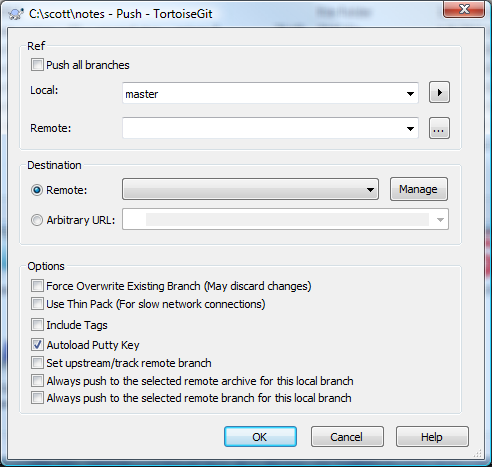 C:\scott\notes - Push - TortoiseGit
Ref
Push all branches
Local:
master
Remote:
...
Destination
Remote:
Manage
Arbitrary URL:
Options
Force Overwrite Existing Branch (May discard changes)
Use Thin Pack (For slow network connections)
Include Tags
Autoload Putty Key
Set upstream/track remote branch
Always push to the selected remote archive for this local branch
Always push to the selected remote branch for this local branch
OK Cancel Help